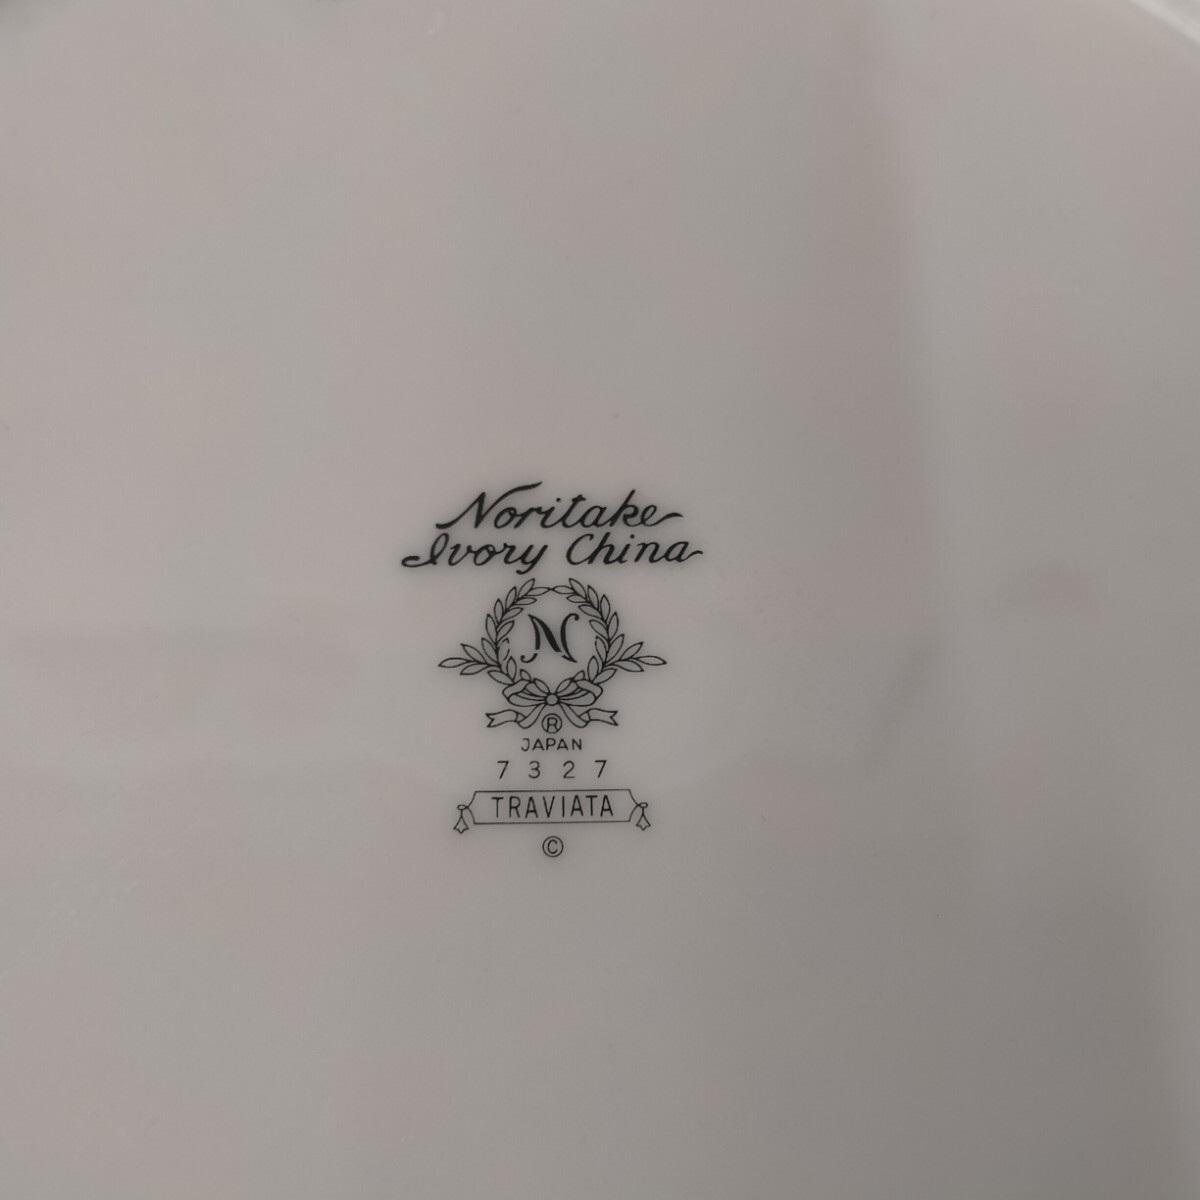 Noritake
Ivory China
N
®
JAPAN
7327
TRAVIATA
©